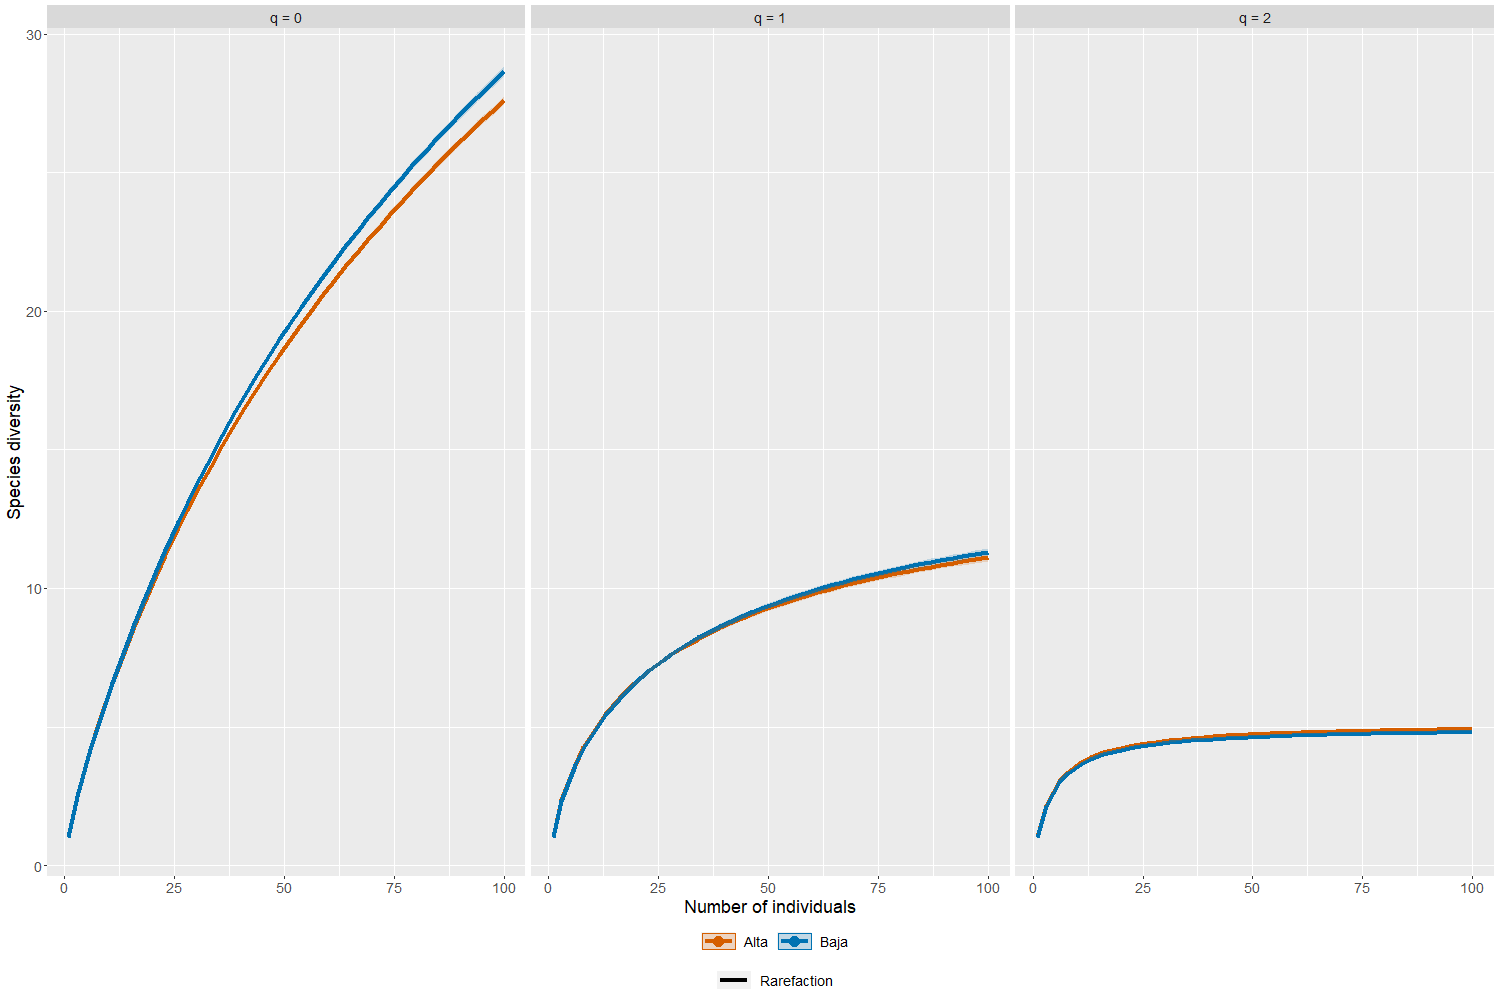 q = 0
q = 1
q = 2
30
20
10
0
Species diversity
0 25 50 75 100
0 25 50 75 100
0 25 50 75 100
Number of individuals
Alta
Baja
Rarefaction